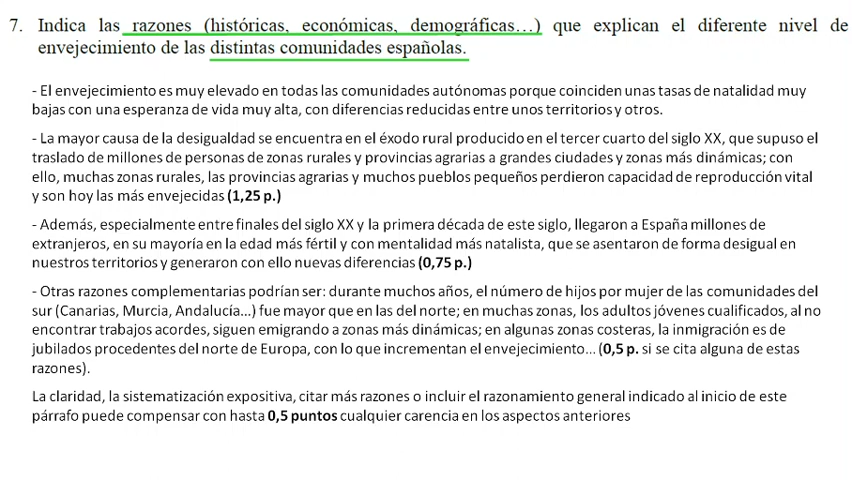 7. Indica las razones (históricas, económicas, demográficas…) que explican el diferente nivel de
envejecimiento de las distintas comunidades españolas.
- El envejecimiento es muy elevado en todas las comunidades autónomas porque coinciden unas tasas de natalidad muy
bajas con una esperanza de vida muy alta, con diferencias reducidas entre unos territorios y otros.
- La mayor causa de la desigualdad se encuentra en el éxodo rural producido en el tercer cuarto del siglo XX, que supuso el
traslado de millones de personas de zonas rurales y provincias agrarias a grandes ciudades y zonas más dinámicas; con
ello, muchas zonas rurales, las provincias agrarias y muchos pueblos pequeños perdieron capacidad de reproducción vital
y son hoy las más envejecidas (1,25 p.)
- Además, especialmente entre finales del siglo XX y la primera década de este siglo, llegaron a España millones de
extranjeros, en su mayoría en la edad más fértil y con mentalidad más natalista, que se asentaron de forma desigual en
nuestros territorios y generaron con ello nuevas diferencias (0,75 p.)
- Otras razones complementarias podrían ser: durante muchos años, el número de hijos por mujer de las comunidades del
sur (Canarias, Murcia, Andalucía...) fue mayor que en las del norte; en muchas zonas, los adultos jóvenes cualificados, al no
encontrar trabajos acordes, siguen emigrando a zonas más dinámicas; en algunas zonas costeras, la inmigración es de
jubilados procedentes del norte de Europa, con lo que incrementan el envejecimiento... (0,5 p. si se cita alguna de estas
razones).
La claridad, la sistematización expositiva, citar más razones o incluir el razonamiento general indicado al inicio de este
párrafo puede compensar con hasta 0,5 puntos cualquier carencia en los aspectos anteriores